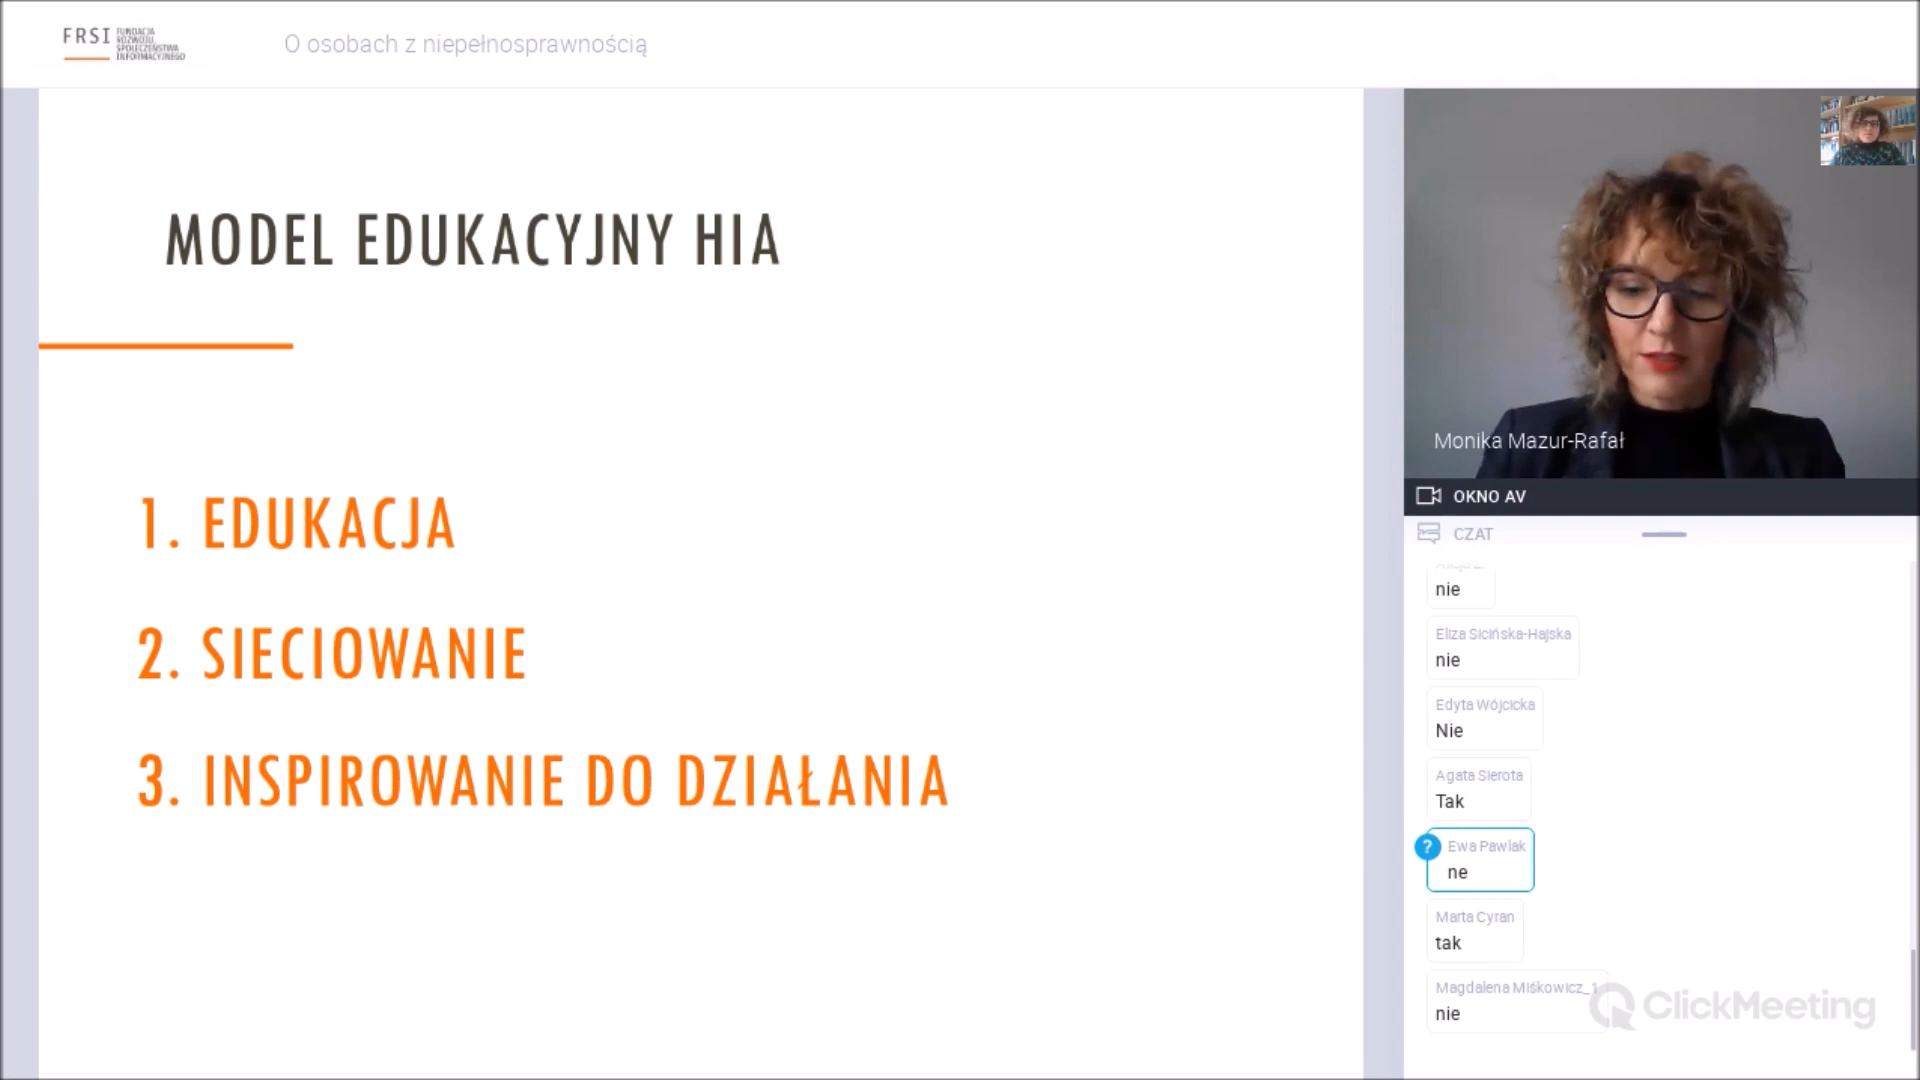 FRSI
FUNDACJA
ROZWOJU
SPOŁECZEŃSTWA
INFORMACYJNEGO
O osobach z niepełnosprawnością
MODEL EDUKACYJNY HIA
1. EDUKACJA
2. SIECIOWANIE
3. INSPIROWANIE DO DZIAŁANIA
Monika Mazur-Rafał
OKNO AV
CZAT
nie
Eliza Sicińska-Hajska
nie
Edyta Wójcicka
Nie
Agata Sierota
Tak
?
Ewa Pawlak
ne
Marta Cyran
tak
Magdalena Miśkowicz_1
nie
ClickMeeting